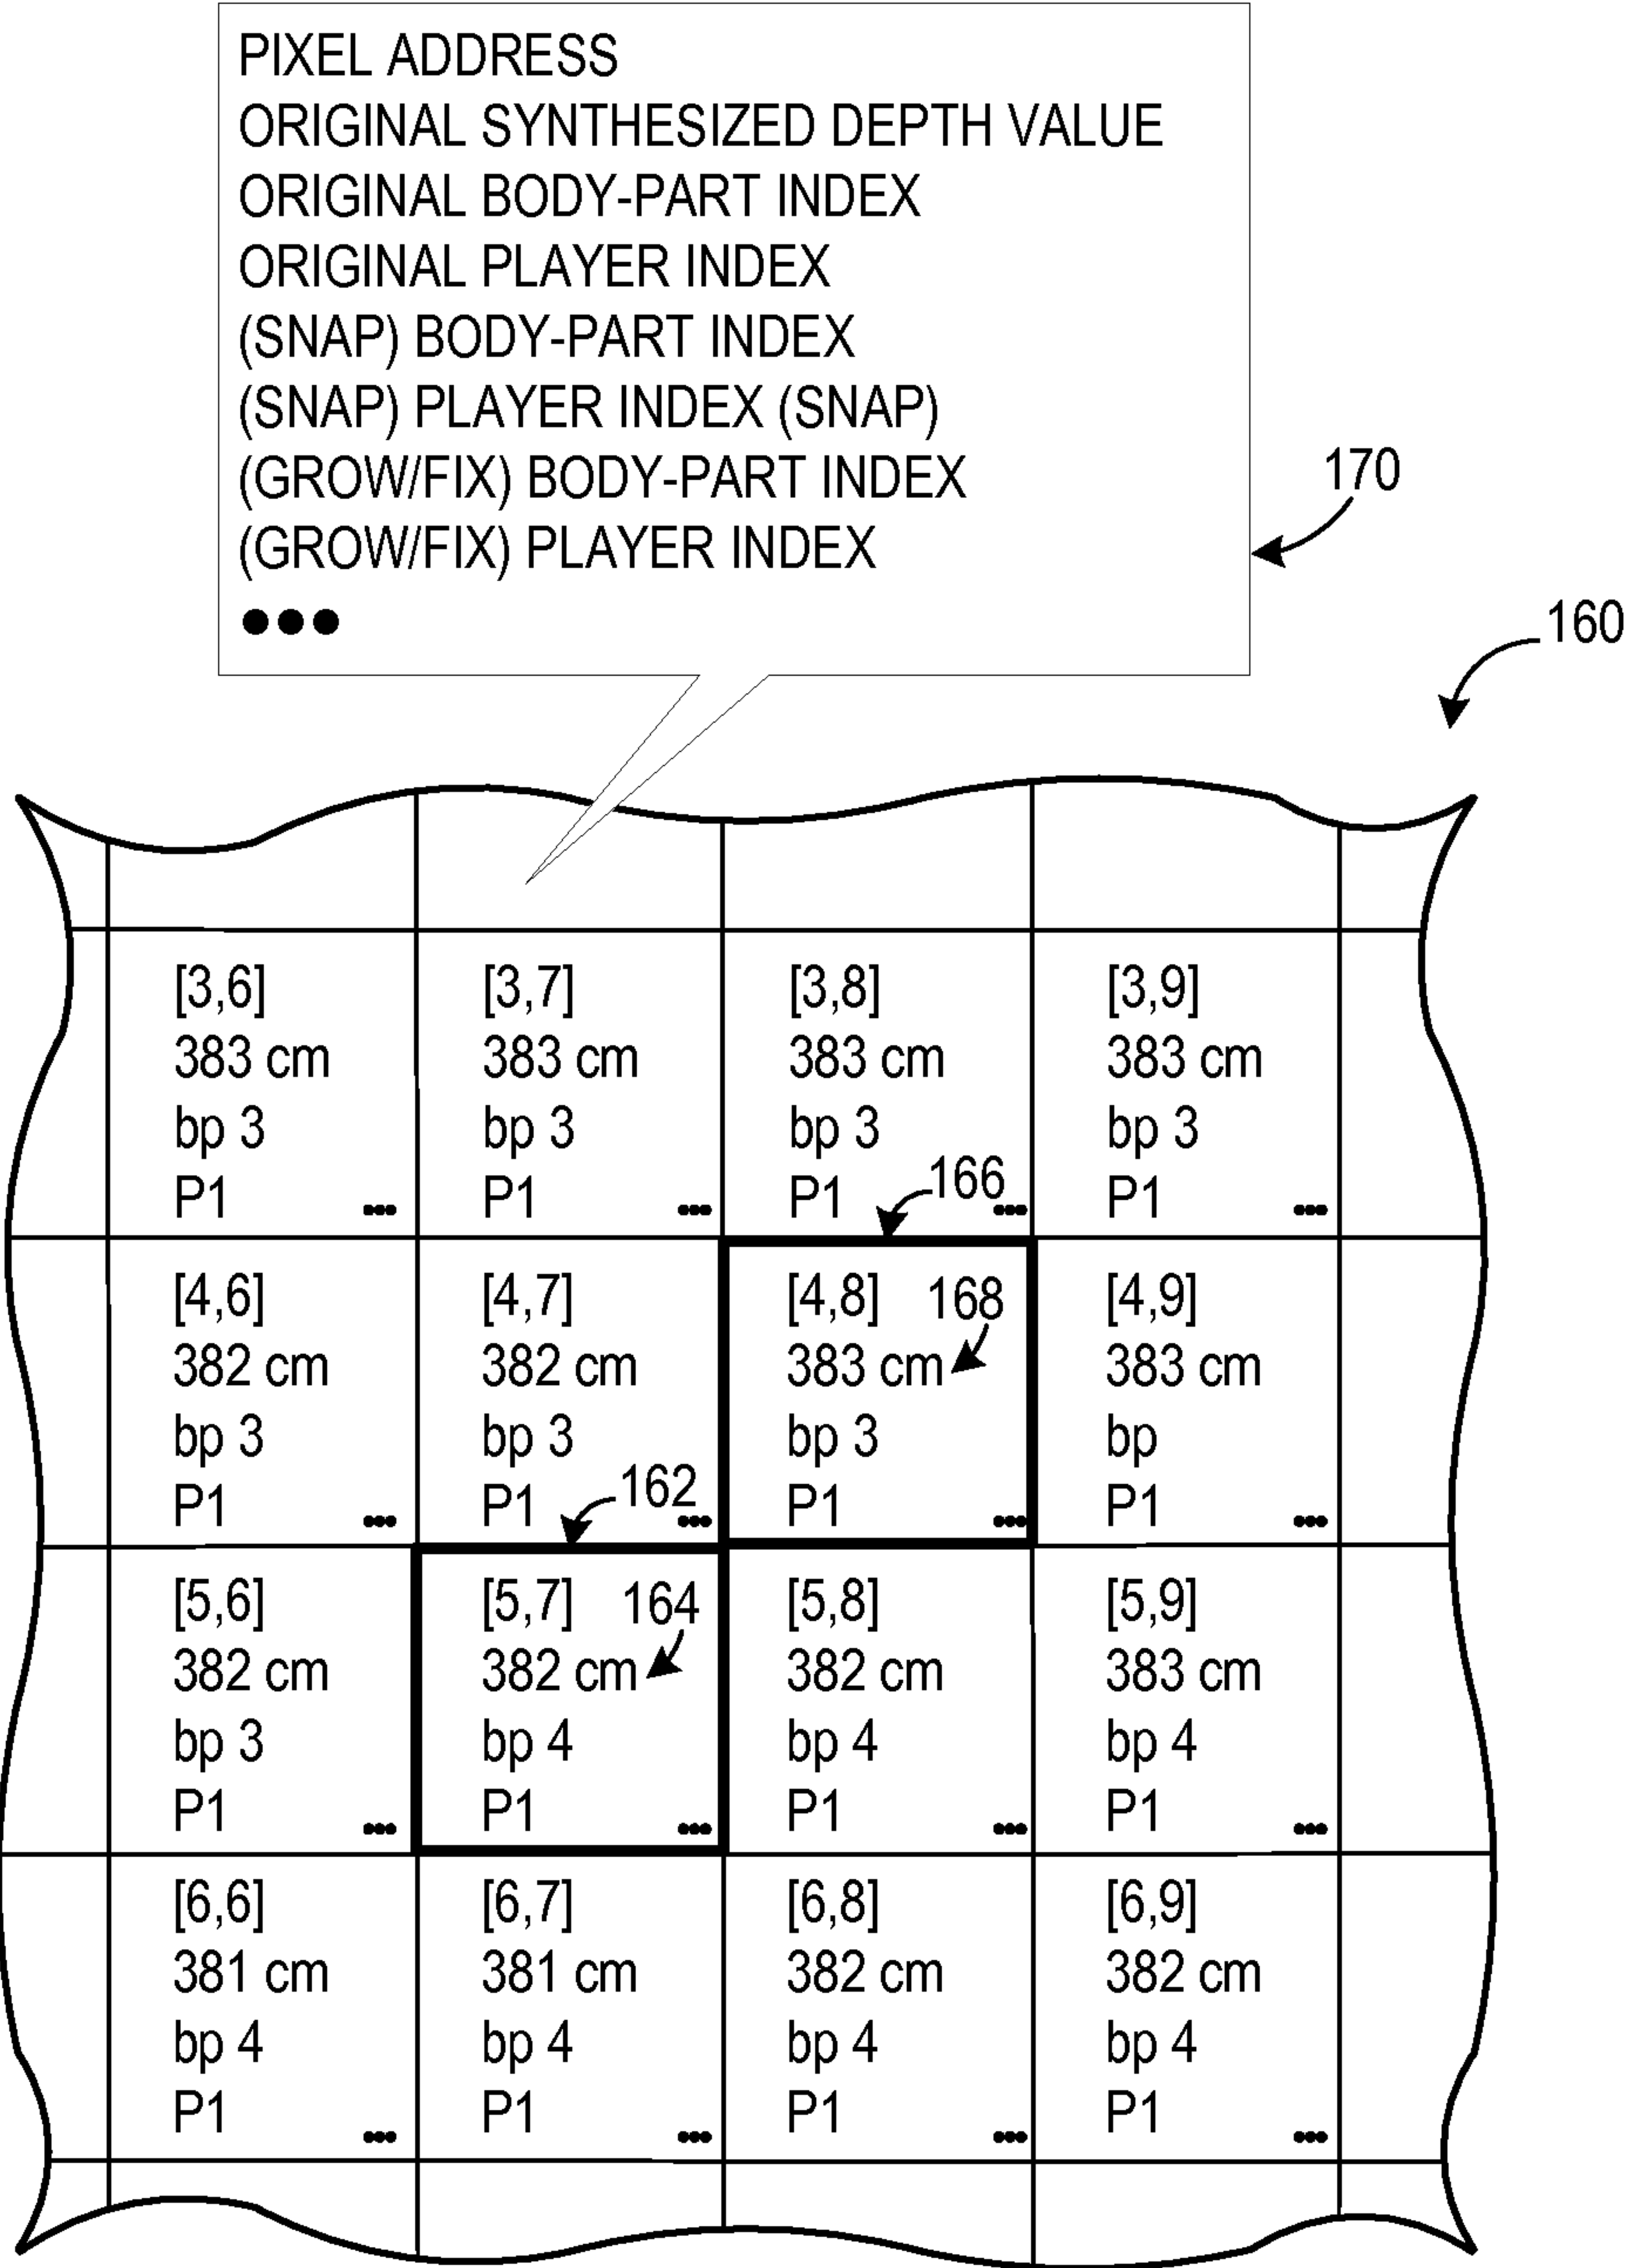 PIXEL ADDRESS
ORIGINAL SYNTHESIZED DEPTH VALUE
ORIGINAL BODY-PART INDEX
ORIGINAL PLAYER INDEX
(SNAP) BODY-PART INDEX
(SNAP) PLAYER INDEX (SNAP)
(GROW/FIX) BODY-PART INDEX
(GROW/FIX) PLAYER INDEX
●●●
170
160
[3,6] [3,7] [3,8] [3,9]
383 cm 383 cm 383 cm 383 cm
bp 3 bp 3 bp 3 bp 3
166
P1 ••• P1 ••• P1 ••• P1 •••
[4,6] [4,7] [4,8] 168 [4,9]
382 cm 382 cm 383 cm 383 cm
bp 3 bp 3 bp 3 bp
162
P1 ••• P1 ••• P1 ••• P1 •••
[5,6] [5,7] 164 [5,8] [5,9]
382 cm 382 cm 382 cm 383 cm
bp 3 bp 4 bp 4 bp 4
P1 ••• P1 ••• P1 ••• P1 •••
[6,6] [6,7] [6,8] [6,9]
381 cm 381 cm 382 cm 382 cm
bp 4 bp 4 bp 4 bp 4
P1 ••• P1 ••• P1 ••• P1 •••